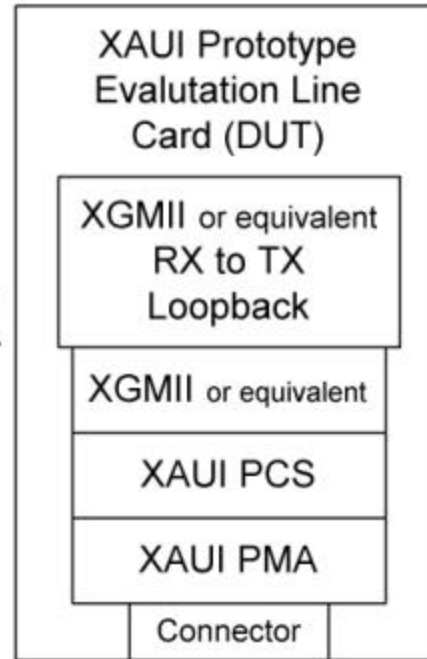 XAUI Prototype
Evalutation Line
Card (DUT)
XGMII or equivalent
RX to TX
Loopback
XGMII or equivalent
XAUI PCS
XAUI PMA
Connector